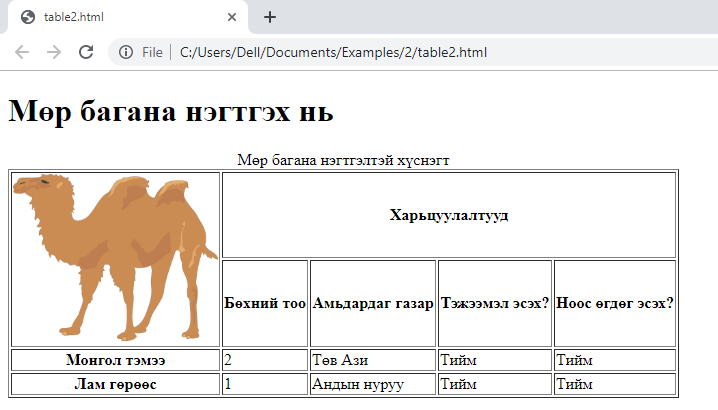 table2.html
File | C:/Users/Dell/Documents/Examples/2/table2.html
Мөр багана нэгтгэх нь
Мөр багана нэгтгэлтэй хүснэгт
Харьцуулалтууд
Бөхний тоо Амьдардаг газар Тэжээмэл эсэх? Ноос өгдөг эсэх?
Монгол тэмээ 2 Төв Ази Тийм Тийм
Лам гөрөөс 1 Андын нуруу Тийм Тийм